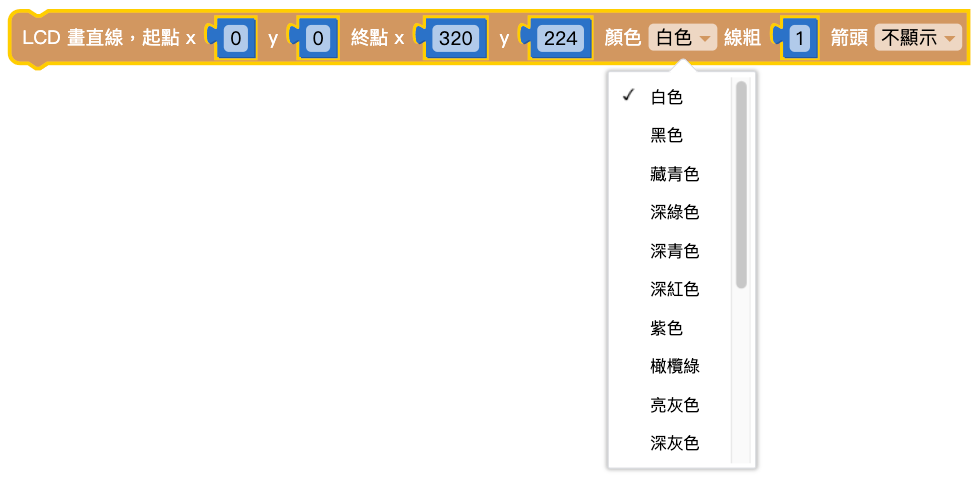 LCD 畫直線，起點 x 0 y 0 終點 x 320 y 224 顏色 白色 線粗 1 箭頭 不顯示
✓ 白色
黑色
藏青色
深綠色
深青色
深紅色
紫色
橄欖綠
亮灰色
深灰色